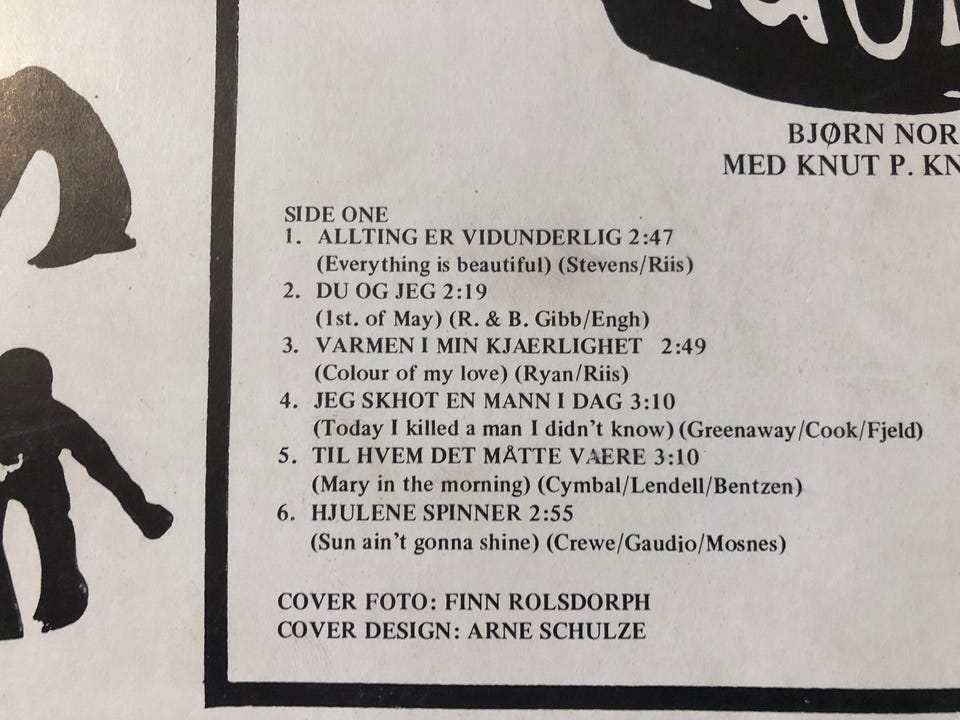 BJØRN NOR
MED KNUT P. KN
SIDE ONE
1. ALLTING ER VIDUNDERLIG 2:47
(Everything is beautiful) (Stevens/Riis)
2. DU OG JEG 2:19
(1st. of May) (R. & B. Gibb/Engh)
3. VARMEN I MIN KJAERLIGHET 2:49
(Colour of my love) (Ryan/Riis)
4. JEG SKHOT EN MANN I DAG 3:10
(Today I killed a man I didn't know) (Greenaway/Cook/Fjeld)
5. TIL HVEM DET MÅTTE VAERE 3:10
(Mary in the morning) (Cymbal/Lendell/Bentzen)
6. HJULENE SPINNER 2:55
(Sun ain't gonna shine) (Crewe/Gaudio/Mosnes)
COVER FOTO: FINN ROLSDORPH
COVER DESIGN: ARNE SCHULZE